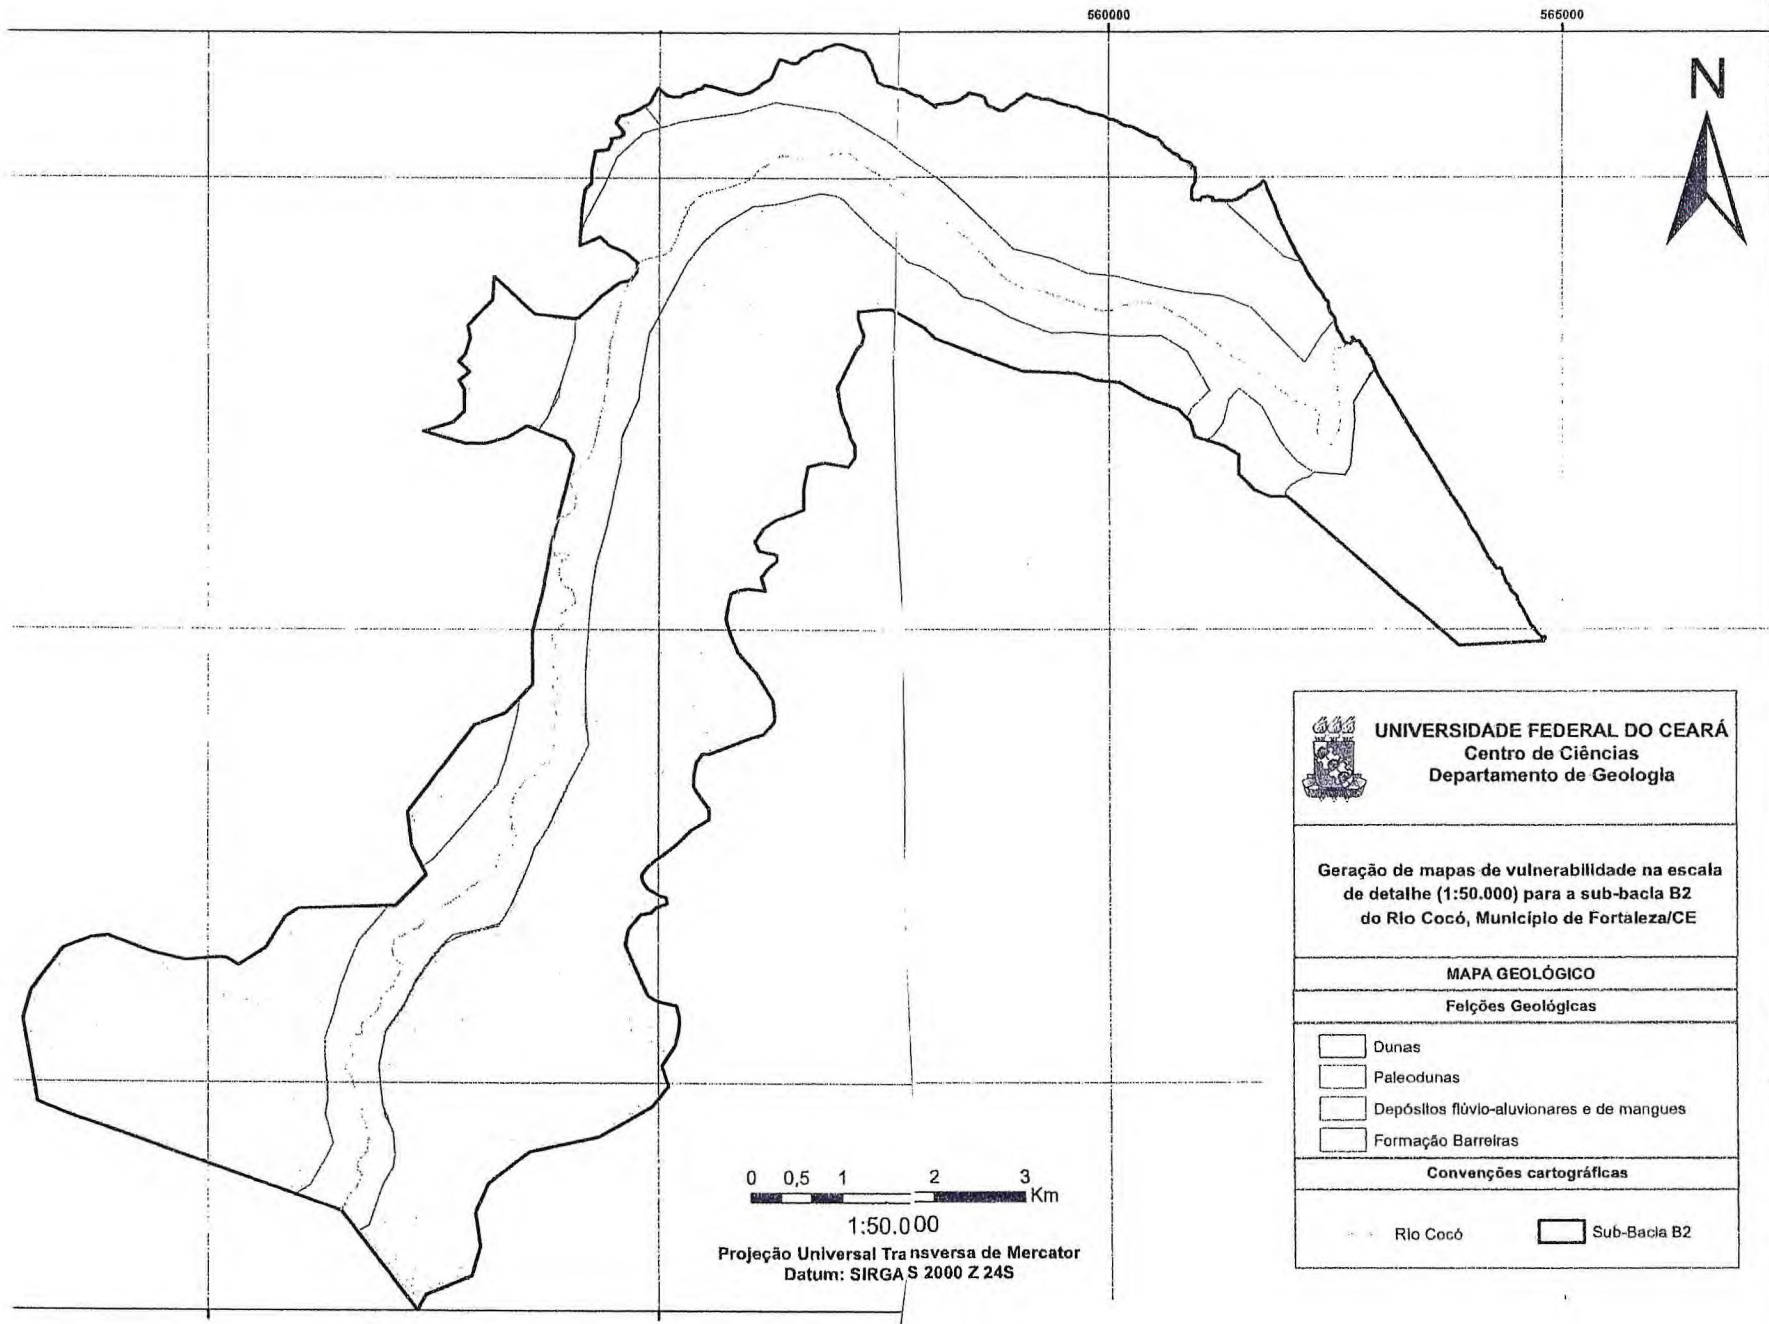 560000
565000
N
UNIVERSIDADE FEDERAL DO CEARÁ
Centro de Ciências
Departamento de Geologia
Geração de mapas de vulnerabilidade na escala
de detalhe (1:50.000) para a sub-bacia B2
do Rio Cocó, Município de Fortaleza/CE
MAPA GEOLÓGICO
Feições Geológicas
Dunas
Paleodunas
Depósitos flúvio-aluvionares e de mangues
Formação Barreiras
Convenções cartográficas
Rio Cocó
Sub-Bacia B2
0 0,5 1 2 3
Km
1:50.000
Projeção Universal Transversa de Mercator
Datum: SIRGAS 2000 Z 24S